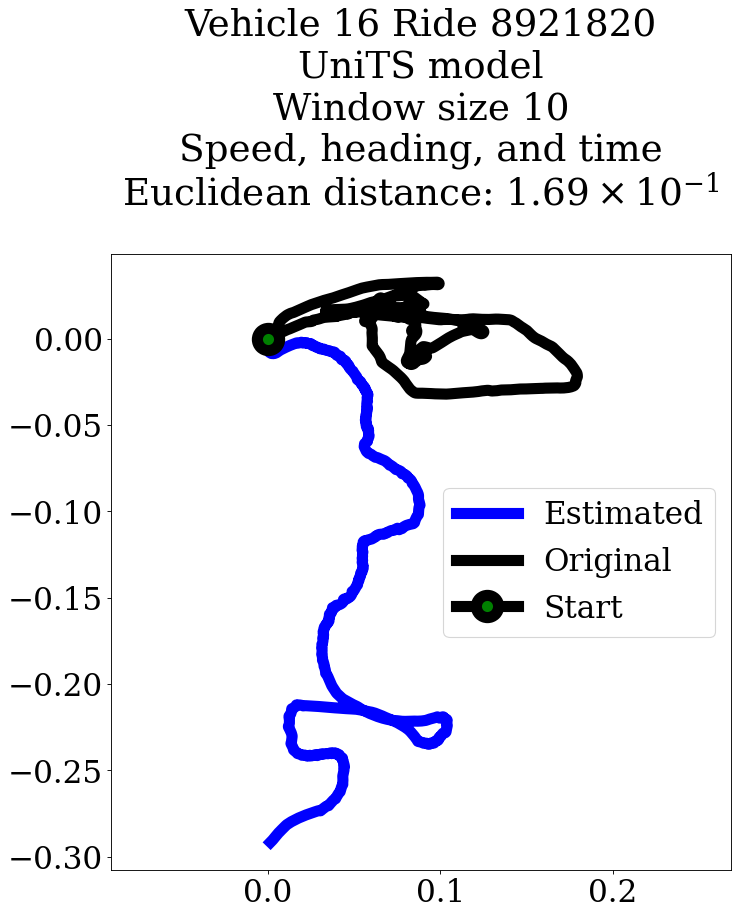 Vehicle 16 Ride 8921820
UniTS model
Window size 10
Speed, heading, and time
Euclidean distance: 1.69 × 10⁻¹
0.00
−0.05
−0.10
−0.15
−0.20
−0.25
−0.30
Estimated
Original
Start
0.0 0.1 0.2